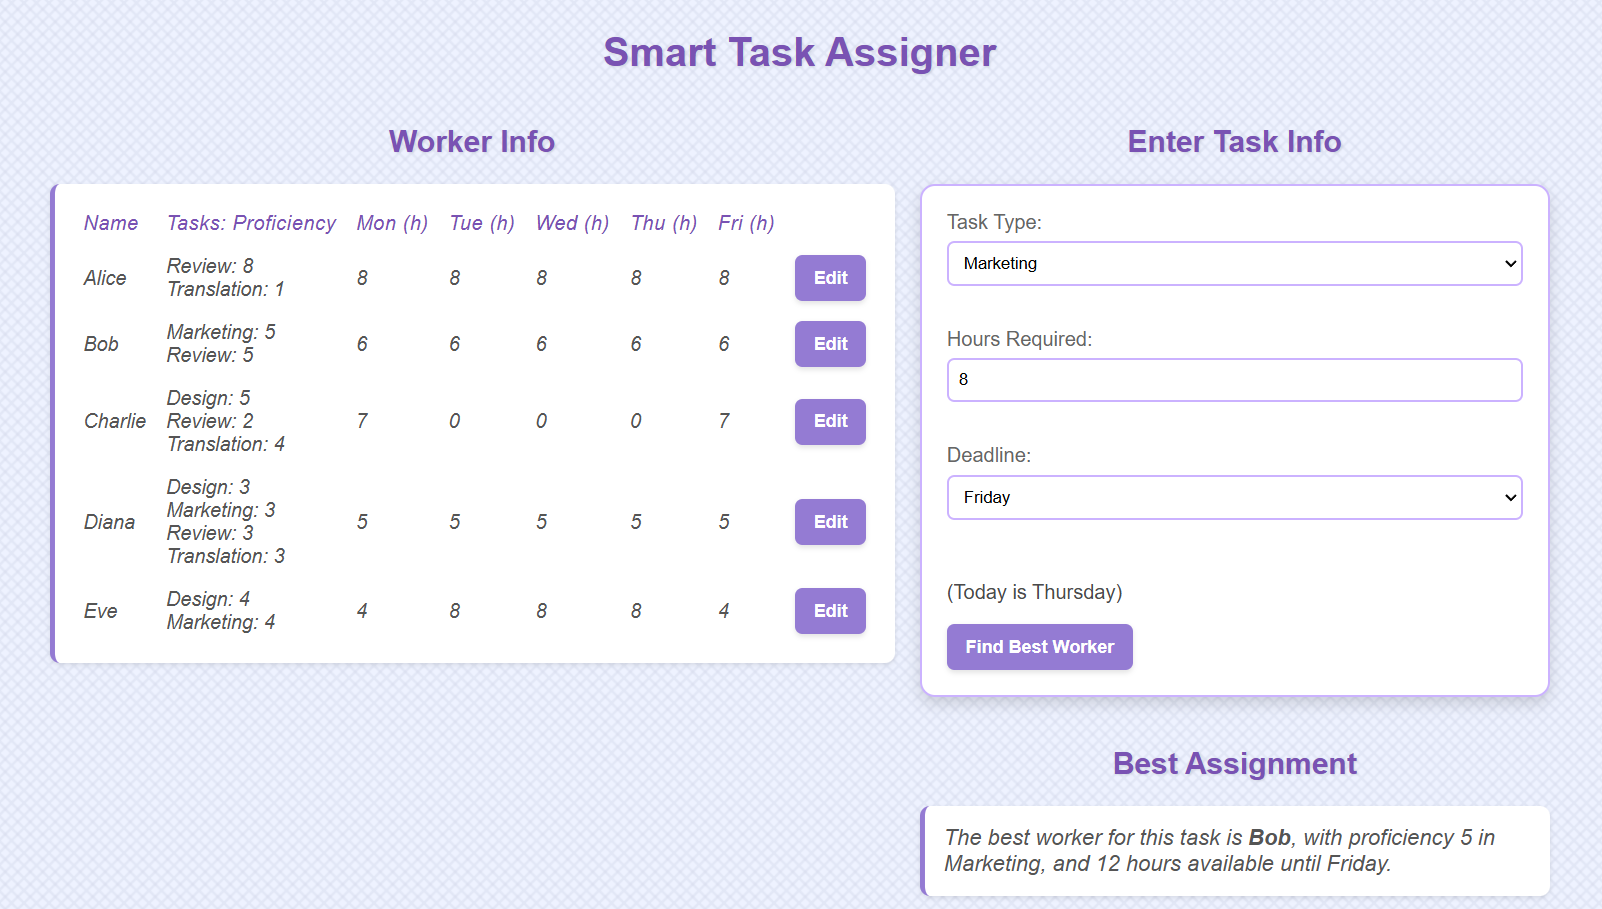 Smart Task Assigner
Worker Info
Name Tasks: Proficiency Mon (h) Tue (h) Wed (h) Thu (h) Fri (h)
Alice Review: 8 8 8 8 8 8 Edit
Translation: 1
Bob Marketing: 5 6 6 6 6 6 Edit
Review: 5
Charlie Design: 5 7 0 0 0 7 Edit
Review: 2
Translation: 4
Diana Design: 3 5 5 5 5 5 Edit
Marketing: 3
Review: 3
Translation: 3
Eve Design: 4 4 8 8 8 4 Edit
Marketing: 4
Enter Task Info
Task Type:
Marketing
Hours Required:
8
Deadline:
Friday
(Today is Thursday)
Find Best Worker
Best Assignment
The best worker for this task is Bob, with proficiency 5 in
Marketing, and 12 hours available until Friday.